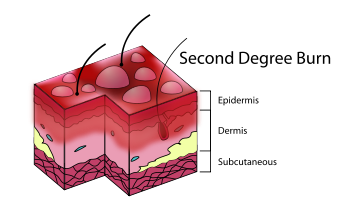 Second Degree Burn
Epidermis
Dermis
Subcutaneous